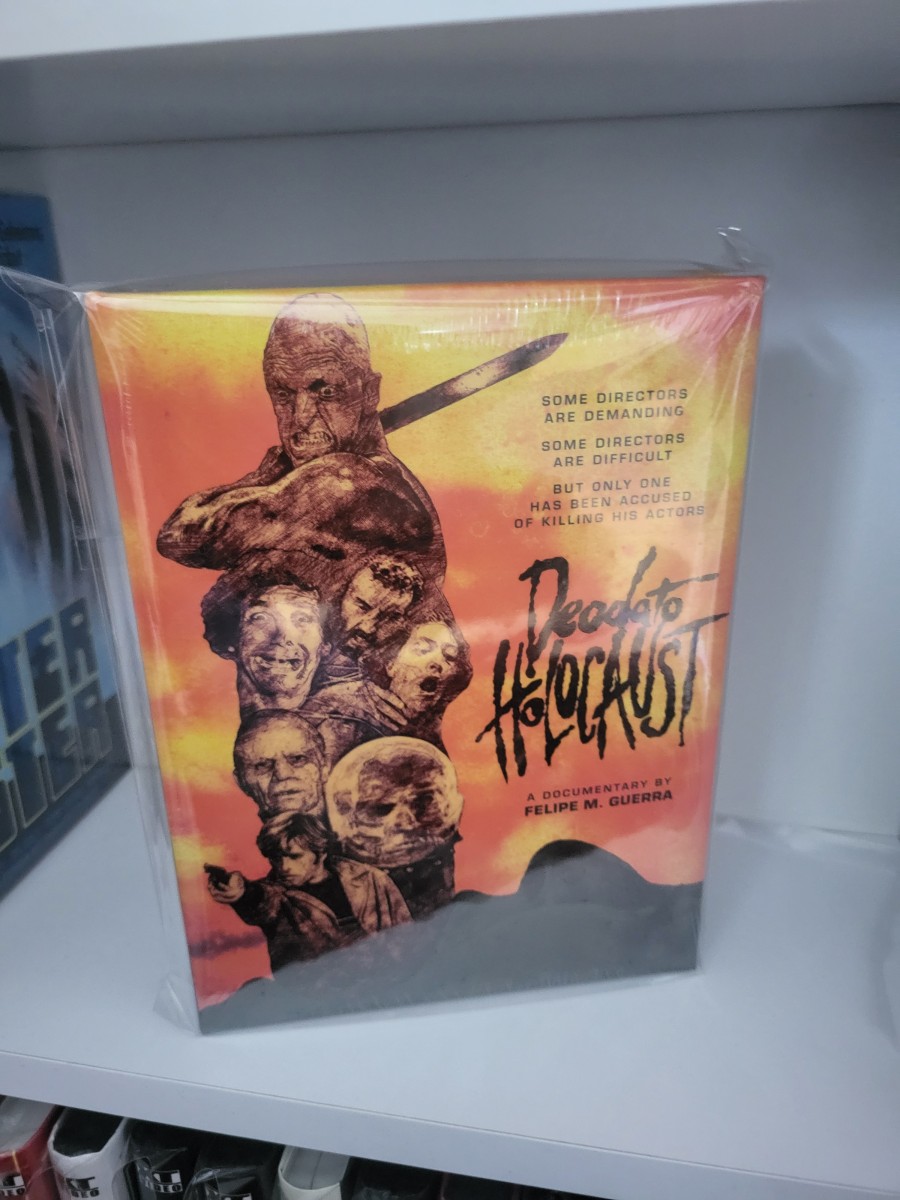 SOME DIRECTORS
ARE DEMANDING
SOME DIRECTORS
ARE DIFFICULT
BUT ONLY ONE
HAS BEEN ACCUSED
OF KILLING HIS ACTORS
Deodato
HOLOCAUST
A DOCUMENTARY BY
FELIPE M. GUERRA